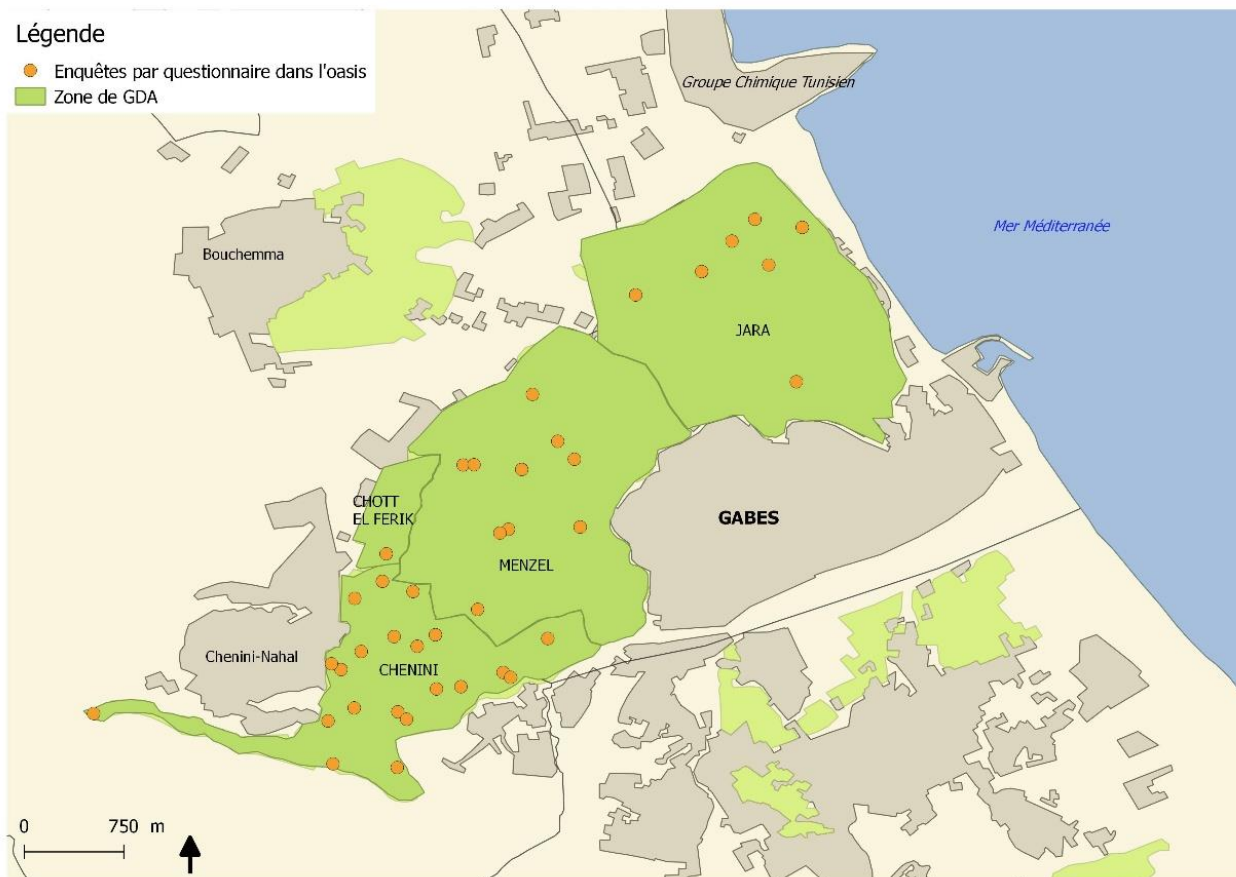 Légende
Enquêtes par questionnaire dans l'oasis
Zone de GDA
Groupe Chimique Tunisien
Mer Méditerranée
Bouchemma
JARA
CHOTT
EL FERIK
GABES
MENZEL
Chenini-Nahal
CHENINI
0 750 m